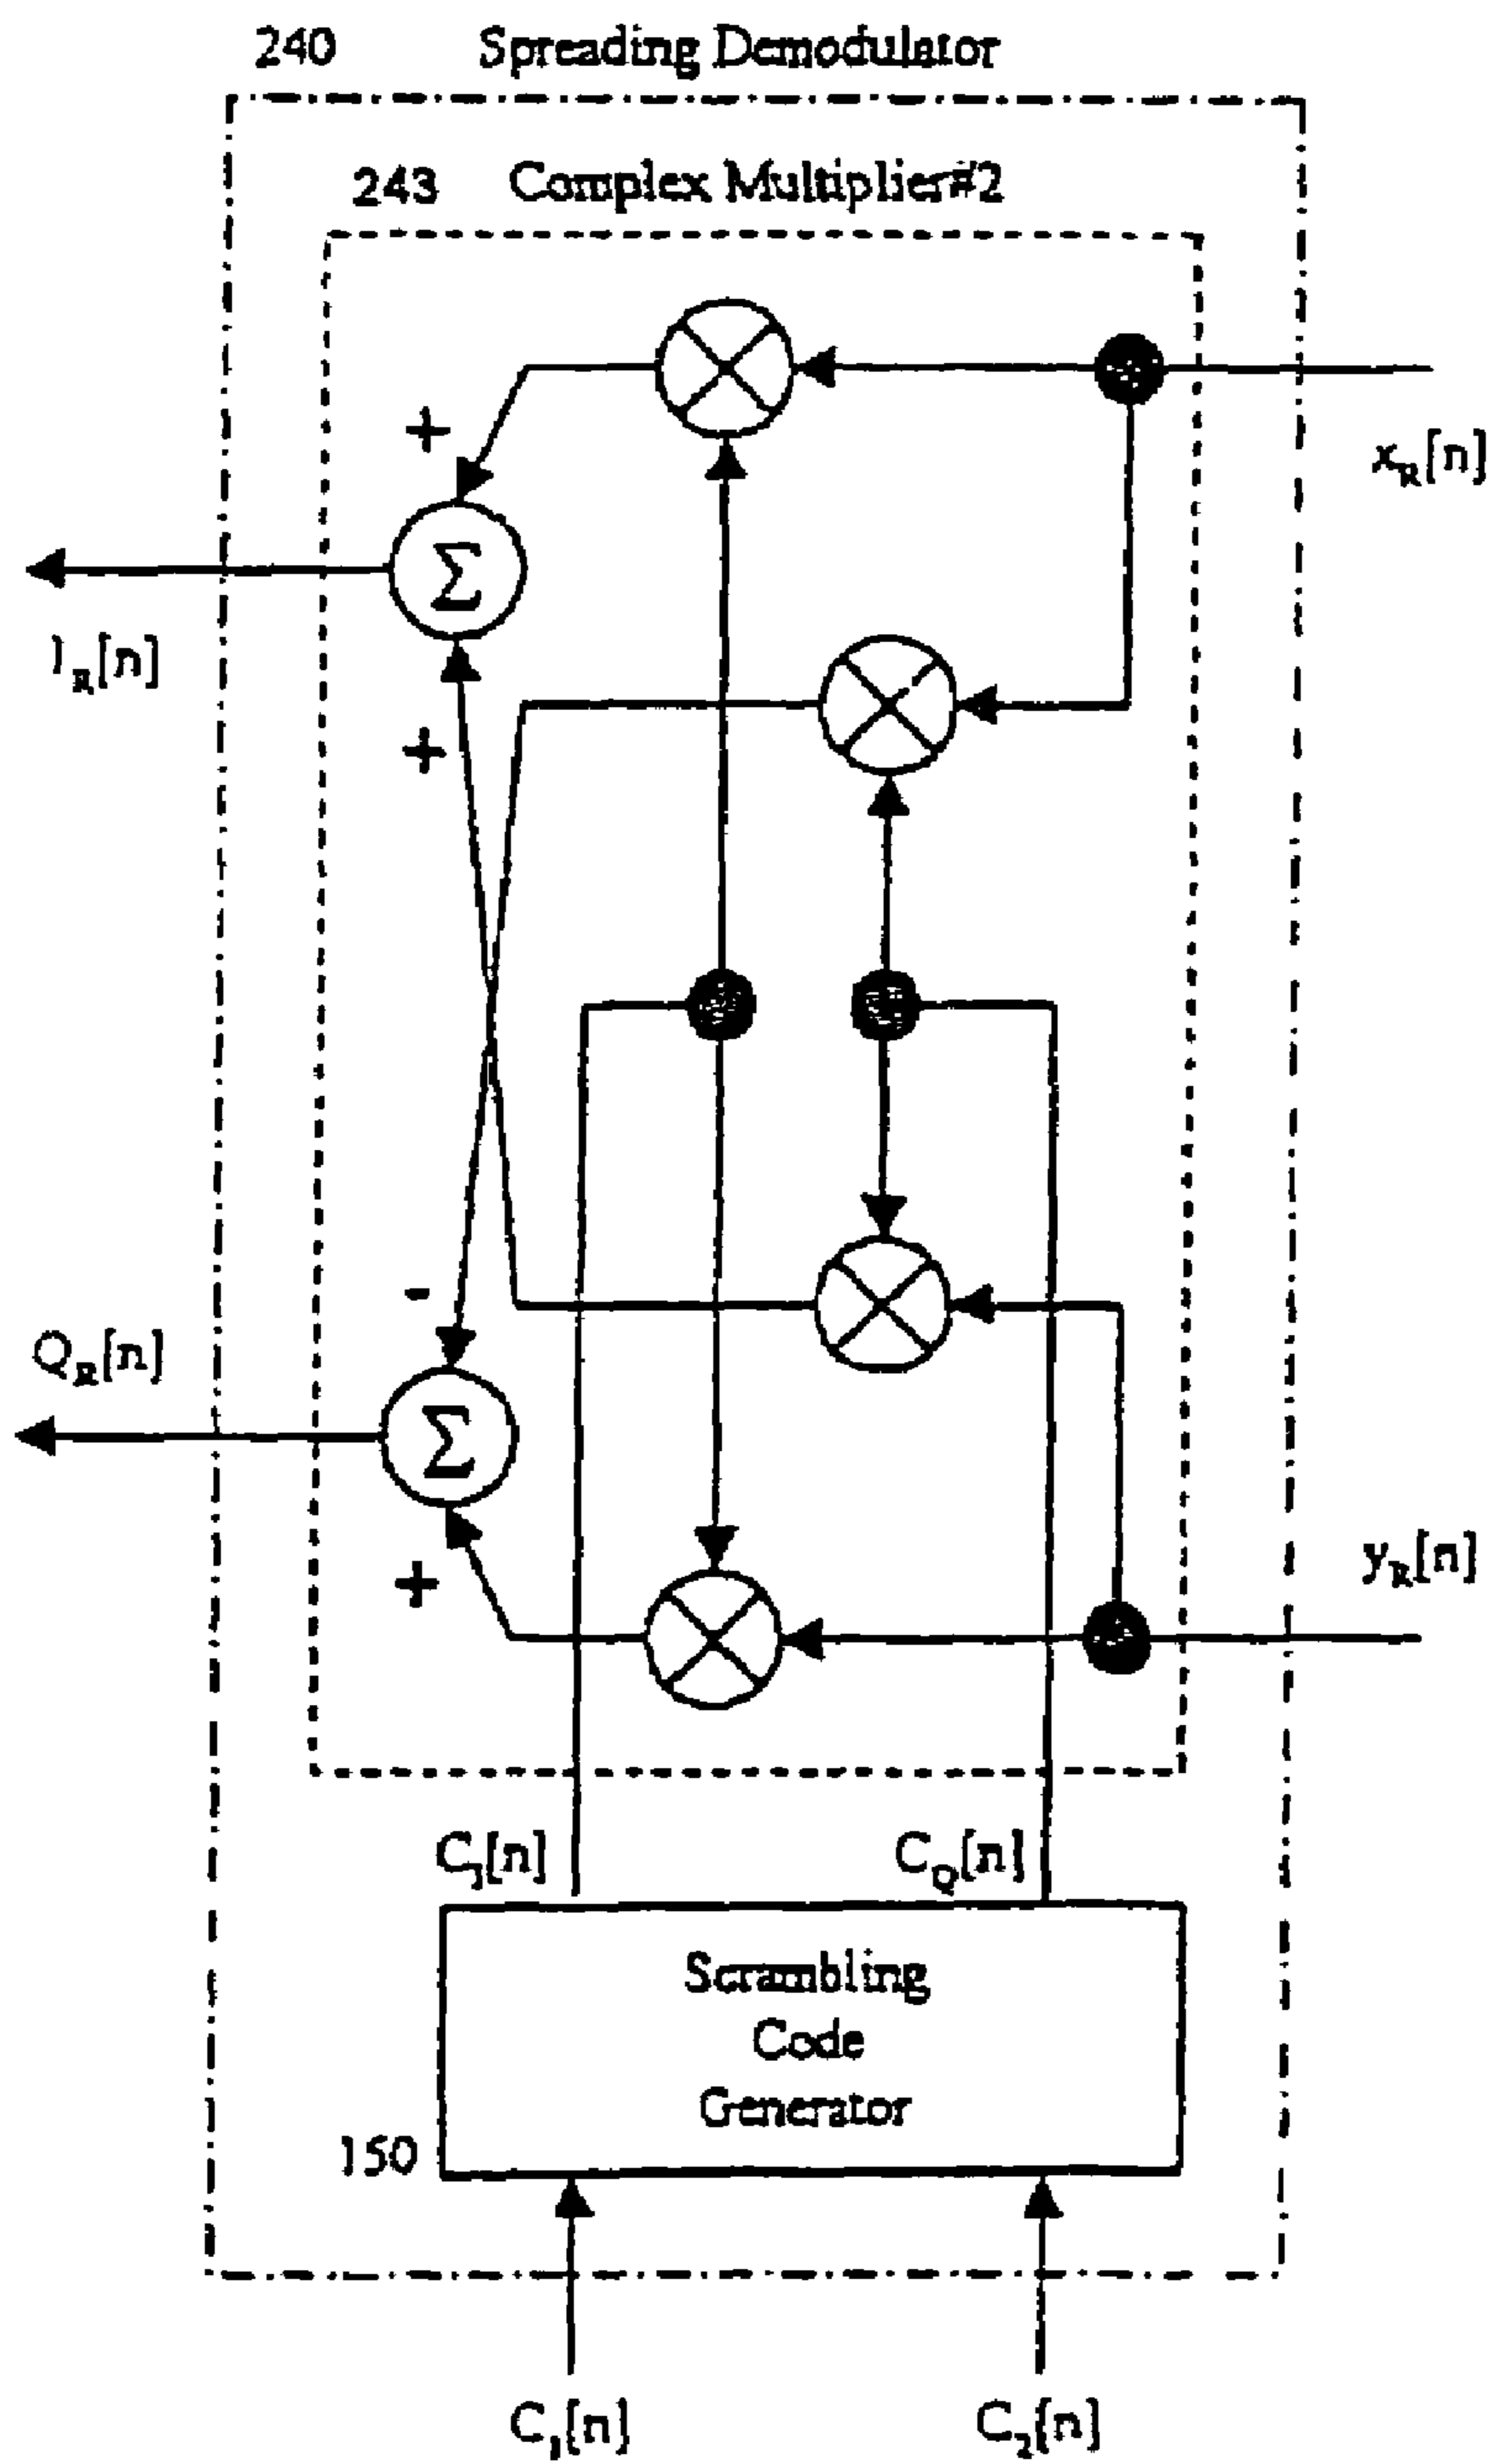 240 Spreading Demodulator
243 Complex Multiplier#2
+
x_R[n]
Σ
I_R[n]
+
-
Q_R[n]
Σ
y_R[n]
+
C_I[n]
C_Q[n]
Scrambling
Code
Generator
150
C_1[n]
C_2[n]